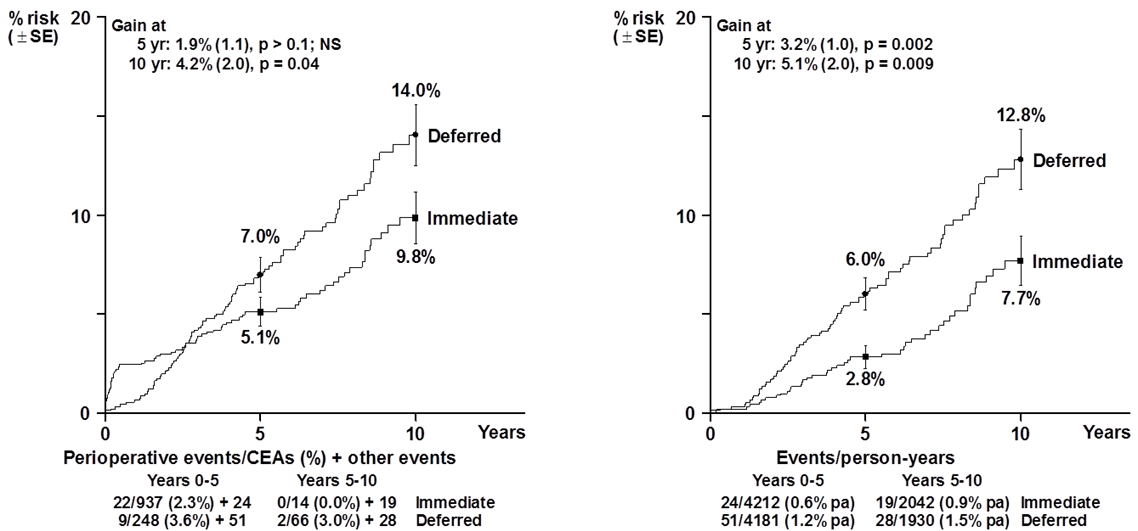 % risk
(±SE)
20
Gain at
5 yr: 1.9% (1.1), p > 0.1; NS
10 yr: 4.2% (2.0), p = 0.04
14.0%
Deferred
10
7.0%
Immediate
9.8%
5.1%
0
0 5 10 Years
Perioperative events/CEAs (%) + other events
Years 0-5 Years 5-10
22/937 (2.3%) + 24 0/14 (0.0%) + 19 Immediate
9/248 (3.6%) + 51 2/66 (3.0%) + 28 Deferred
% risk
(±SE)
20
Gain at
5 yr: 3.2% (1.0), p = 0.002
10 yr: 5.1% (2.0), p = 0.009
12.8%
Deferred
10
6.0%
Immediate
7.7%
2.8%
0
0 5 10 Years
Events/person-years
Years 0-5 Years 5-10
24/4212 (0.6% pa) 19/2042 (0.9% pa) Immediate
51/4181 (1.2% pa) 28/1930 (1.5% pa) Deferred